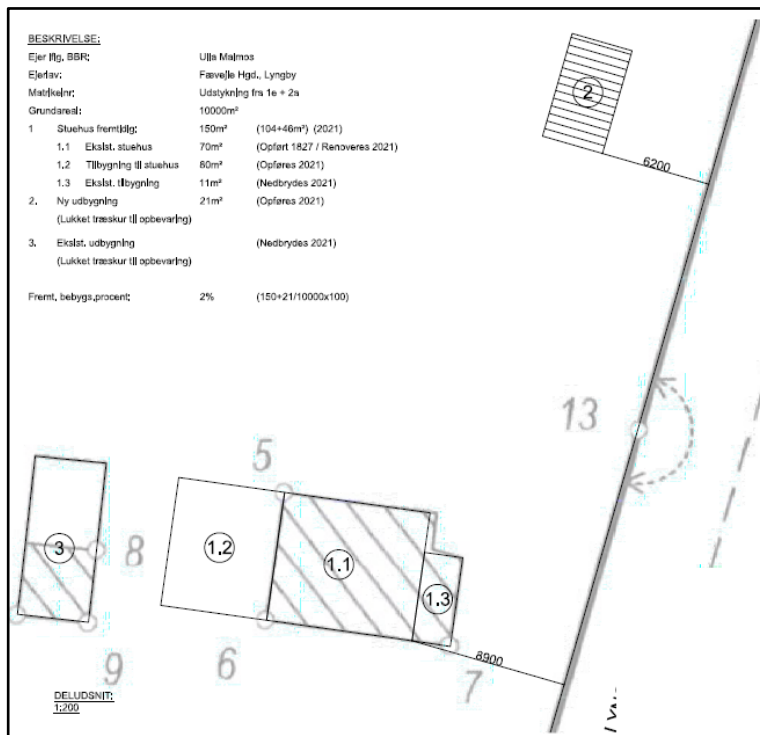 BESKRIVELSE:
Ejer iflg. BBR: Ulla Malmos
Ejerlav: Fævejle Hgd., Lyngby
Matrikelnr: Udstykning fra 1e + 2a
Grundareal: 10000m²
1 Stuehus fremtidig: 150m² (104+46m²) (2021)
1.1 Eksist. stuehus 70m² (Opført 1827 / Renoveres 2021)
1.2 Tilbygning til stuehus 60m² (Opføres 2021)
1.3 Eksist. tilbygning 11m² (Nedbrydes 2021)
2. Ny udbygning 21m² (Opføres 2021)
(Lukket træskur til opbevaring)
3. Eksist. udbygning (Nedbrydes 2021)
(Lukket træskur til opbevaring)
Fremt. bebygs.procent: 2% (150+21/10000x100)
2
6200
13
5
3
8
1.2
1.1
1.3
9
6
7
8900
DELUDSNIT:
1:200